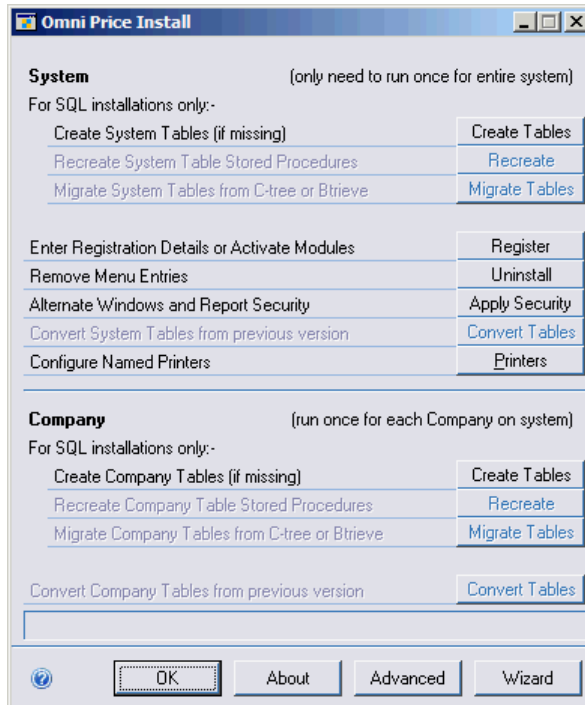 Omni Price Install
System (only need to run once for entire system)
For SQL installations only:-
Create System Tables (if missing) Create Tables
Recreate System Table Stored Procedures Recreate
Migrate System Tables from C-tree or Btrieve Migrate Tables
Enter Registration Details or Activate Modules Register
Remove Menu Entries Uninstall
Alternate Windows and Report Security Apply Security
Convert System Tables from previous version Convert Tables
Configure Named Printers Printers
Company (run once for each Company on system)
For SQL installations only:-
Create Company Tables (if missing) Create Tables
Recreate Company Table Stored Procedures Recreate
Migrate Company Tables from C-tree or Btrieve Migrate Tables
Convert Company Tables from previous version Convert Tables
? OK About Advanced Wizard